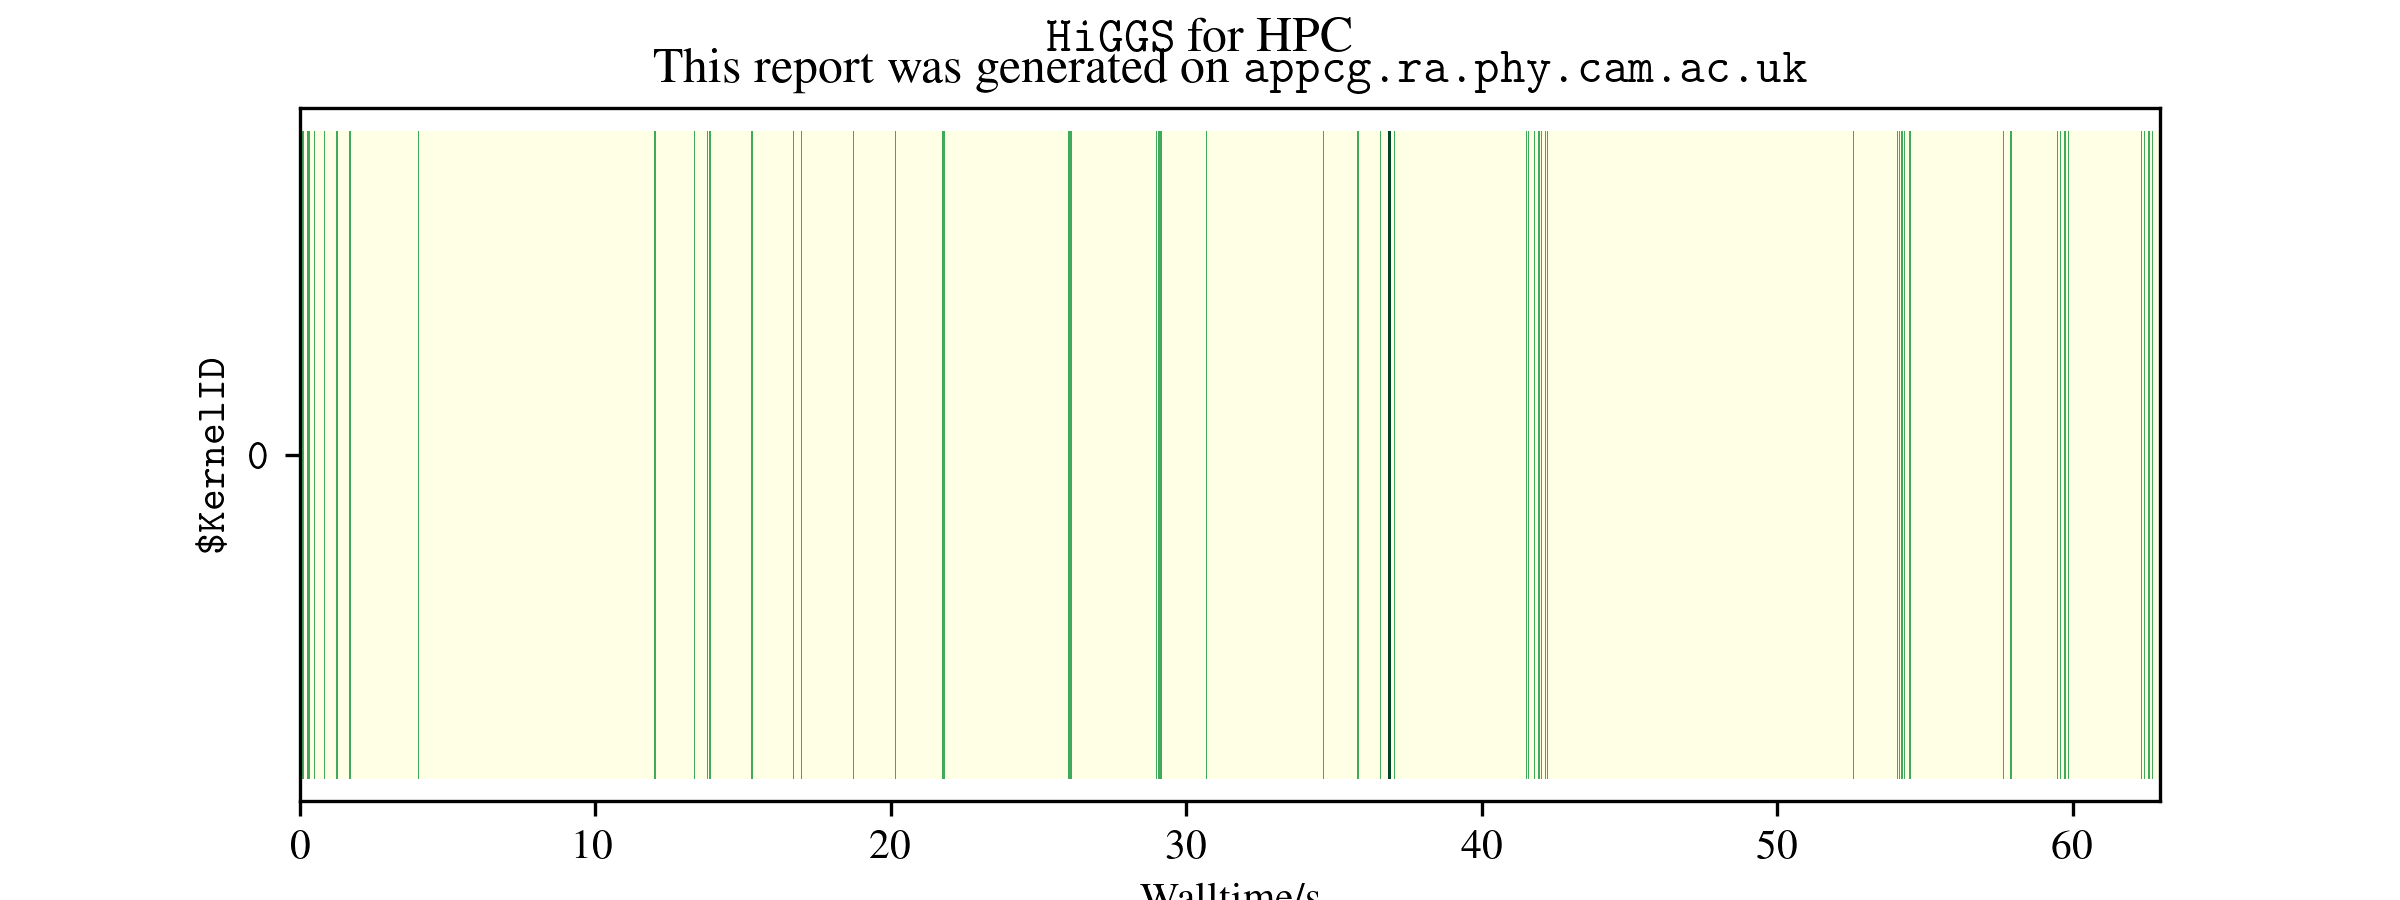 HiGGS for HPC
This report was generated on appcg.ra.phy.cam.ac.uk
$KernelID
0
0 10 20 30 40 50 60
Walltime/s